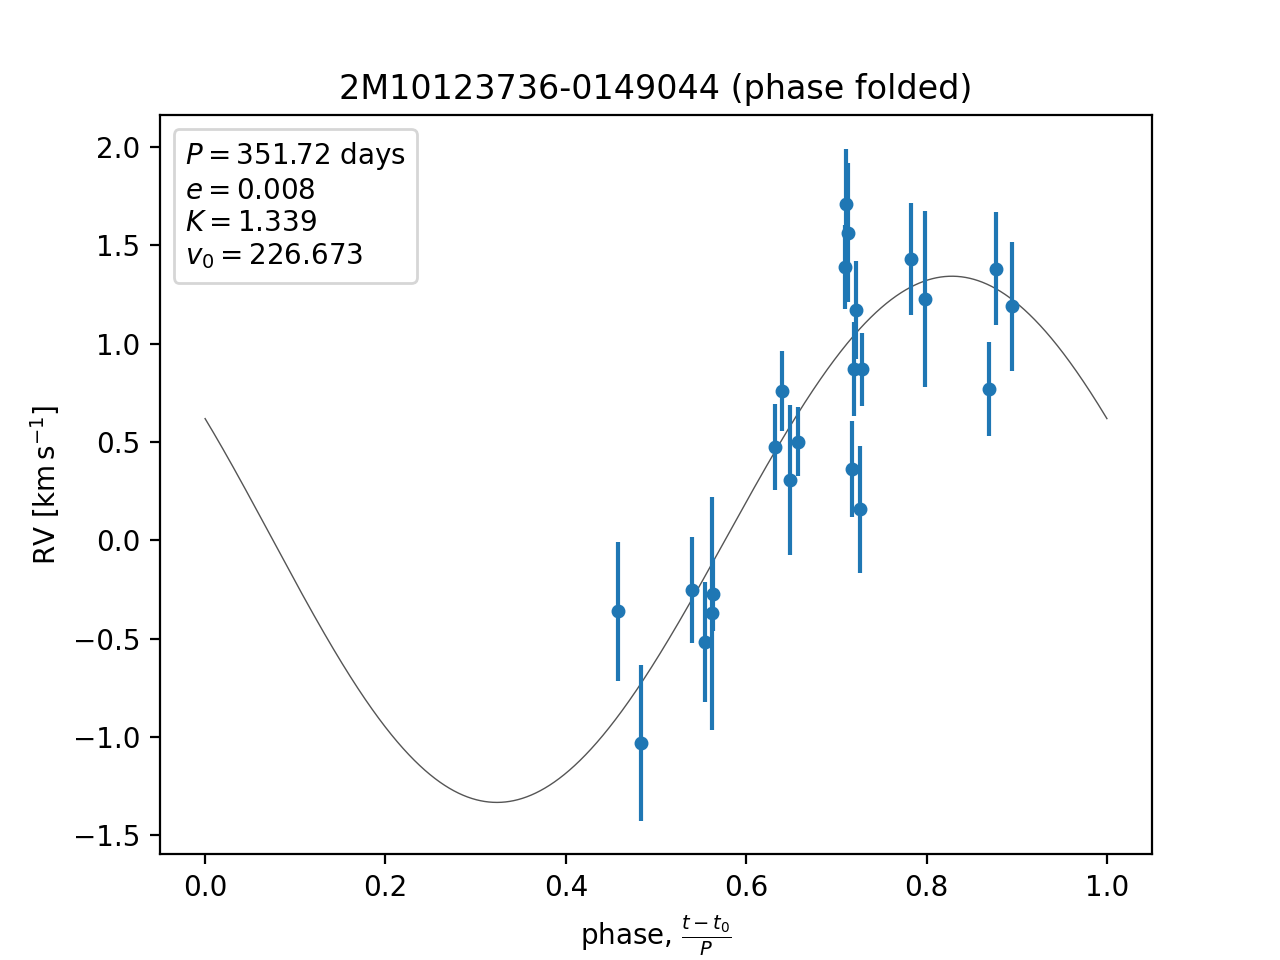 2M10123736-0149044 (phase folded)
P = 351.72 days
e = 0.008
K = 1.339
v₀ = 226.673
2.0
1.5
1.0
0.5
0.0
−0.5
−1.0
−1.5
RV [km s⁻¹]
0.0 0.2 0.4 0.6 0.8 1.0
phase, (t − t₀)/P